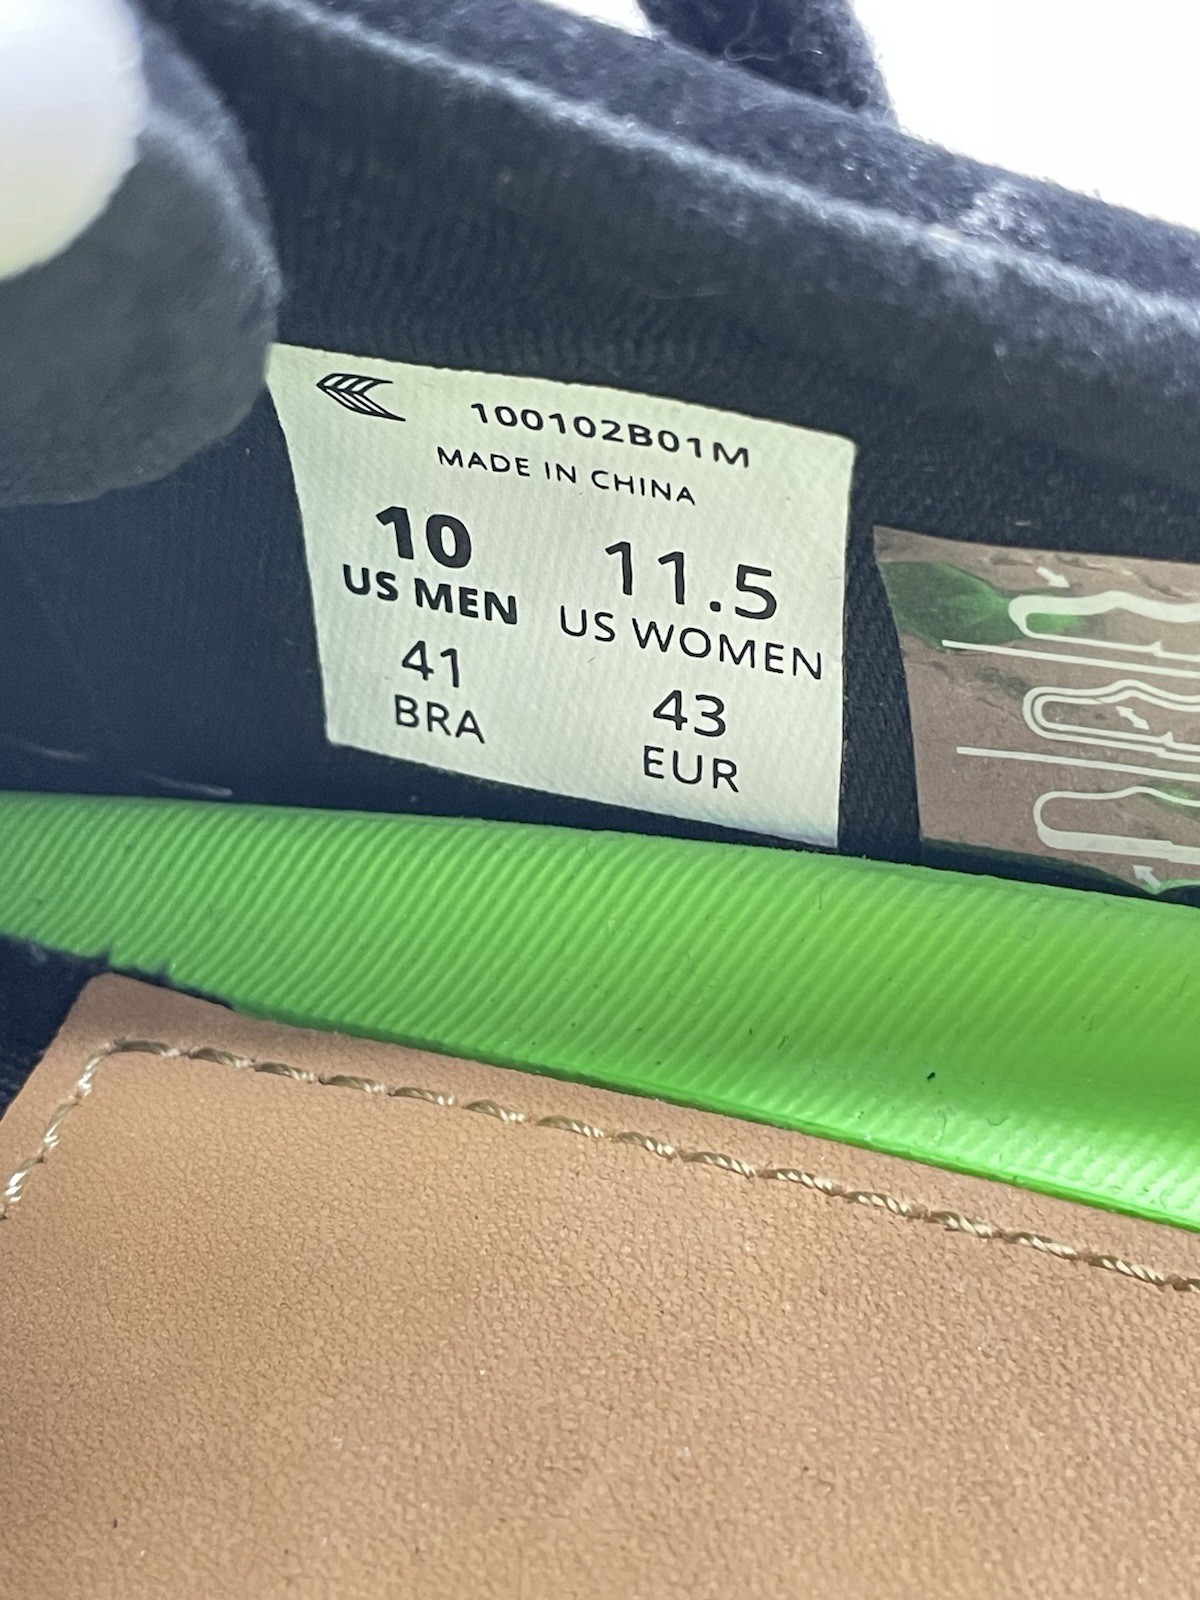 100102B01M
MADE IN CHINA
10 11.5
US MEN US WOMEN
41 43
BRA EUR